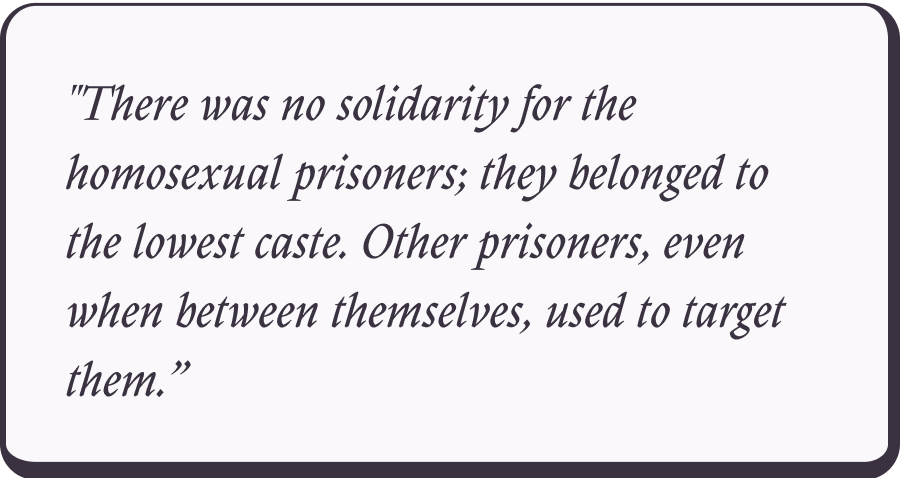 "There was no solidarity for the
homosexual prisoners; they belonged to
the lowest caste. Other prisoners, even
when between themselves, used to target
them.”